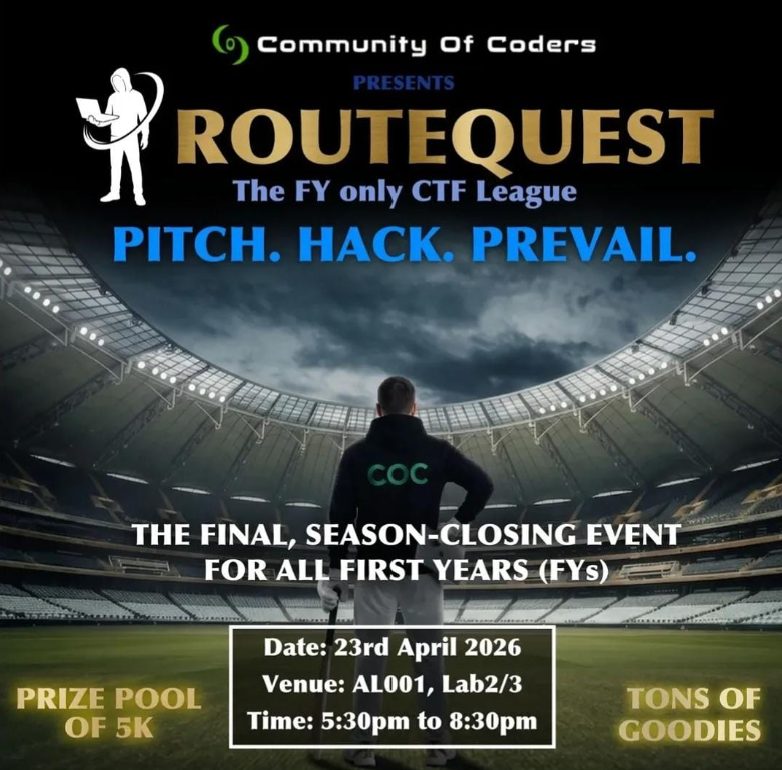 Community Of Coders
PRESENTS
ROUTEQUEST
The FY only CTF League
PITCH. HACK. PREVAIL.
COC
THE FINAL, SEASON-CLOSING EVENT
FOR ALL FIRST YEARS (FYs)
Date: 23rd April 2026
Venue: AL001, Lab2/3
Time: 5:30pm to 8:30pm
PRIZE POOL
OF 5K
TONS OF
GOODIES